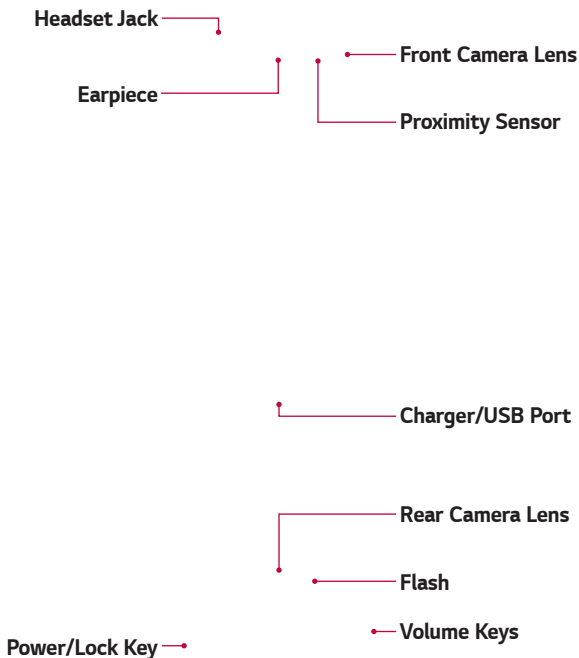 Headset Jack
Front Camera Lens
Earpiece
Proximity Sensor
Charger/USB Port
Rear Camera Lens
Flash
Volume Keys
Power/Lock Key